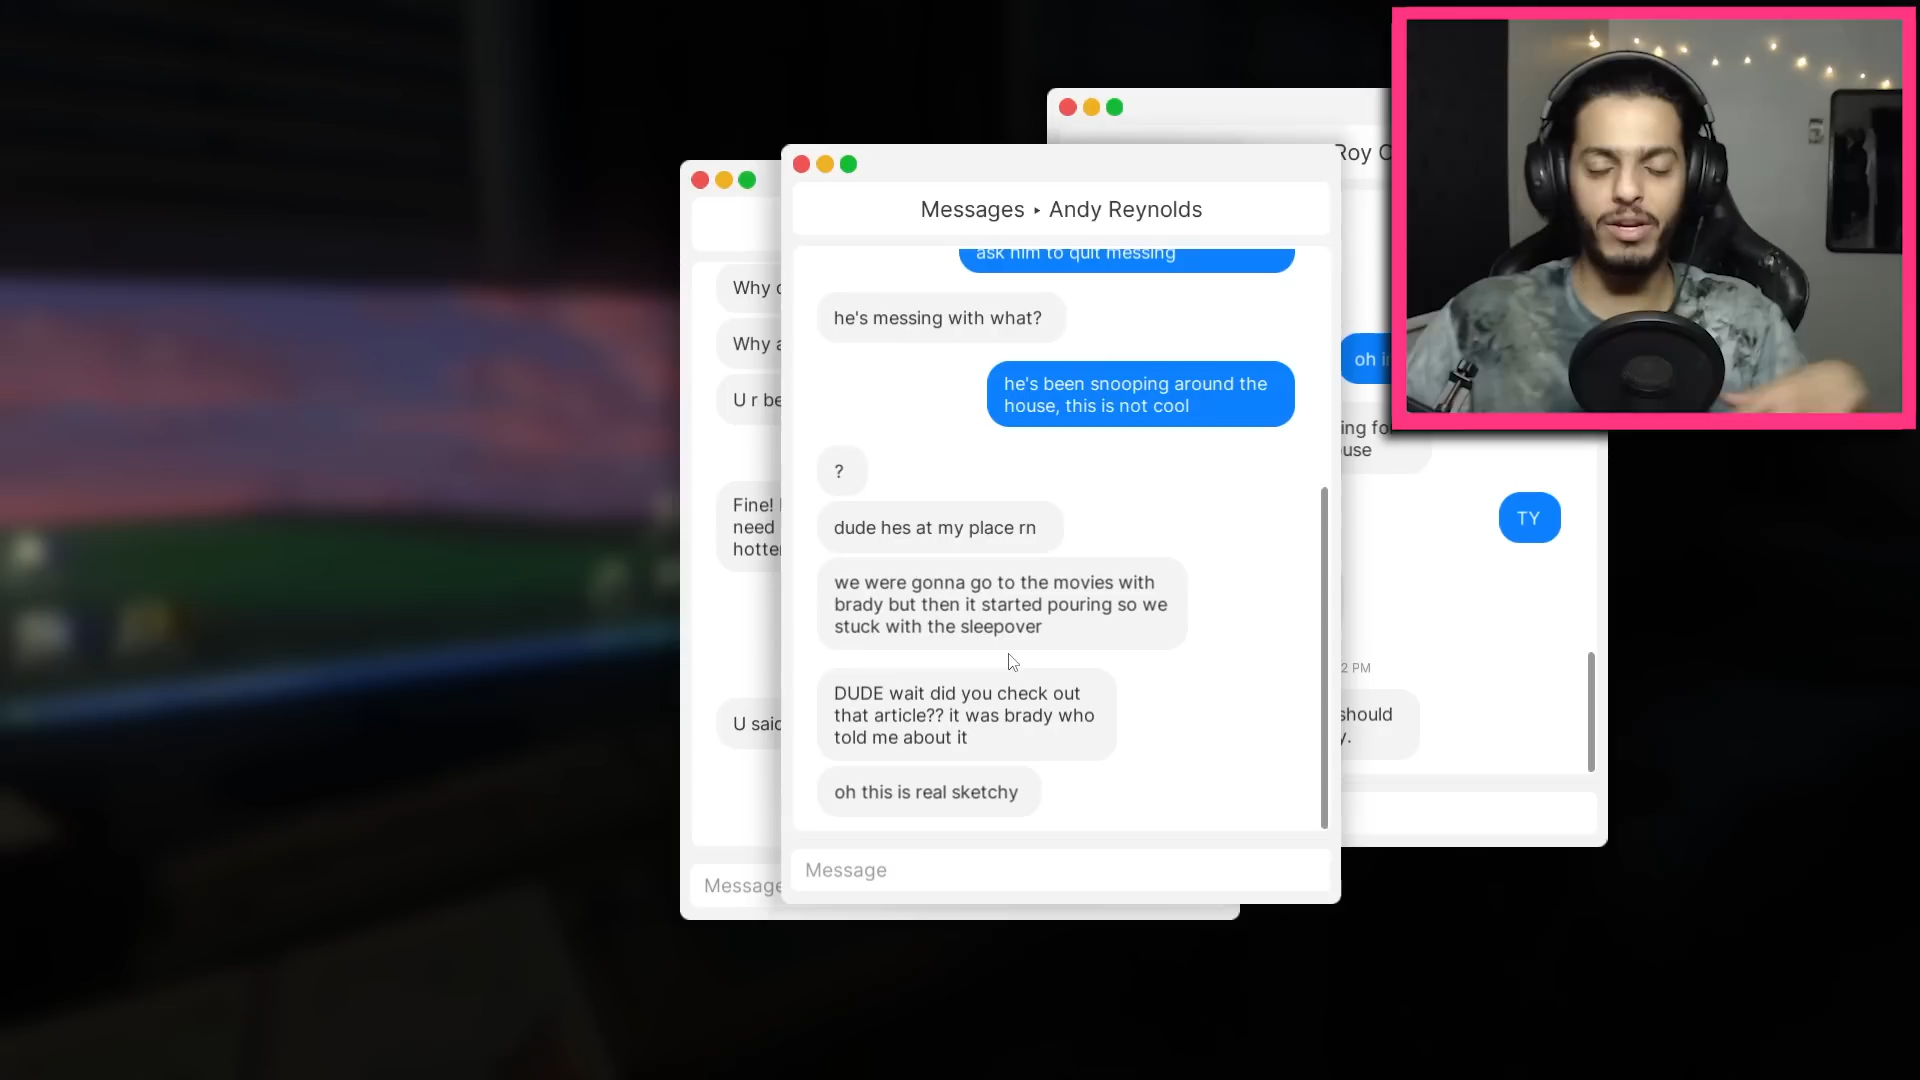 Messages ‣ Andy Reynolds
ask him to quit messing
he's messing with what?
he's been snooping around the
house, this is not cool
?
dude hes at my place rn
we were gonna go to the movies with
brady but then it started pouring so we
stuck with the sleepover
DUDE wait did you check out
that article?? it was brady who
told me about it
oh this is real sketchy
Message
Why
Why
U r
Fine!
need
hotte
U said
Message
Roy
oh
TY
PM
should